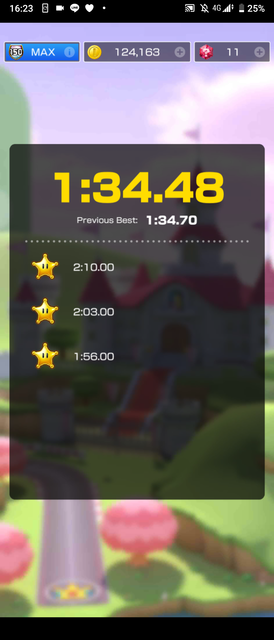 16:23 4G 25%
150 MAX i 124,163 + 11 +
1:34.48
Previous Best: 1:34.70
2:10.00
2:03.00
1:56.00